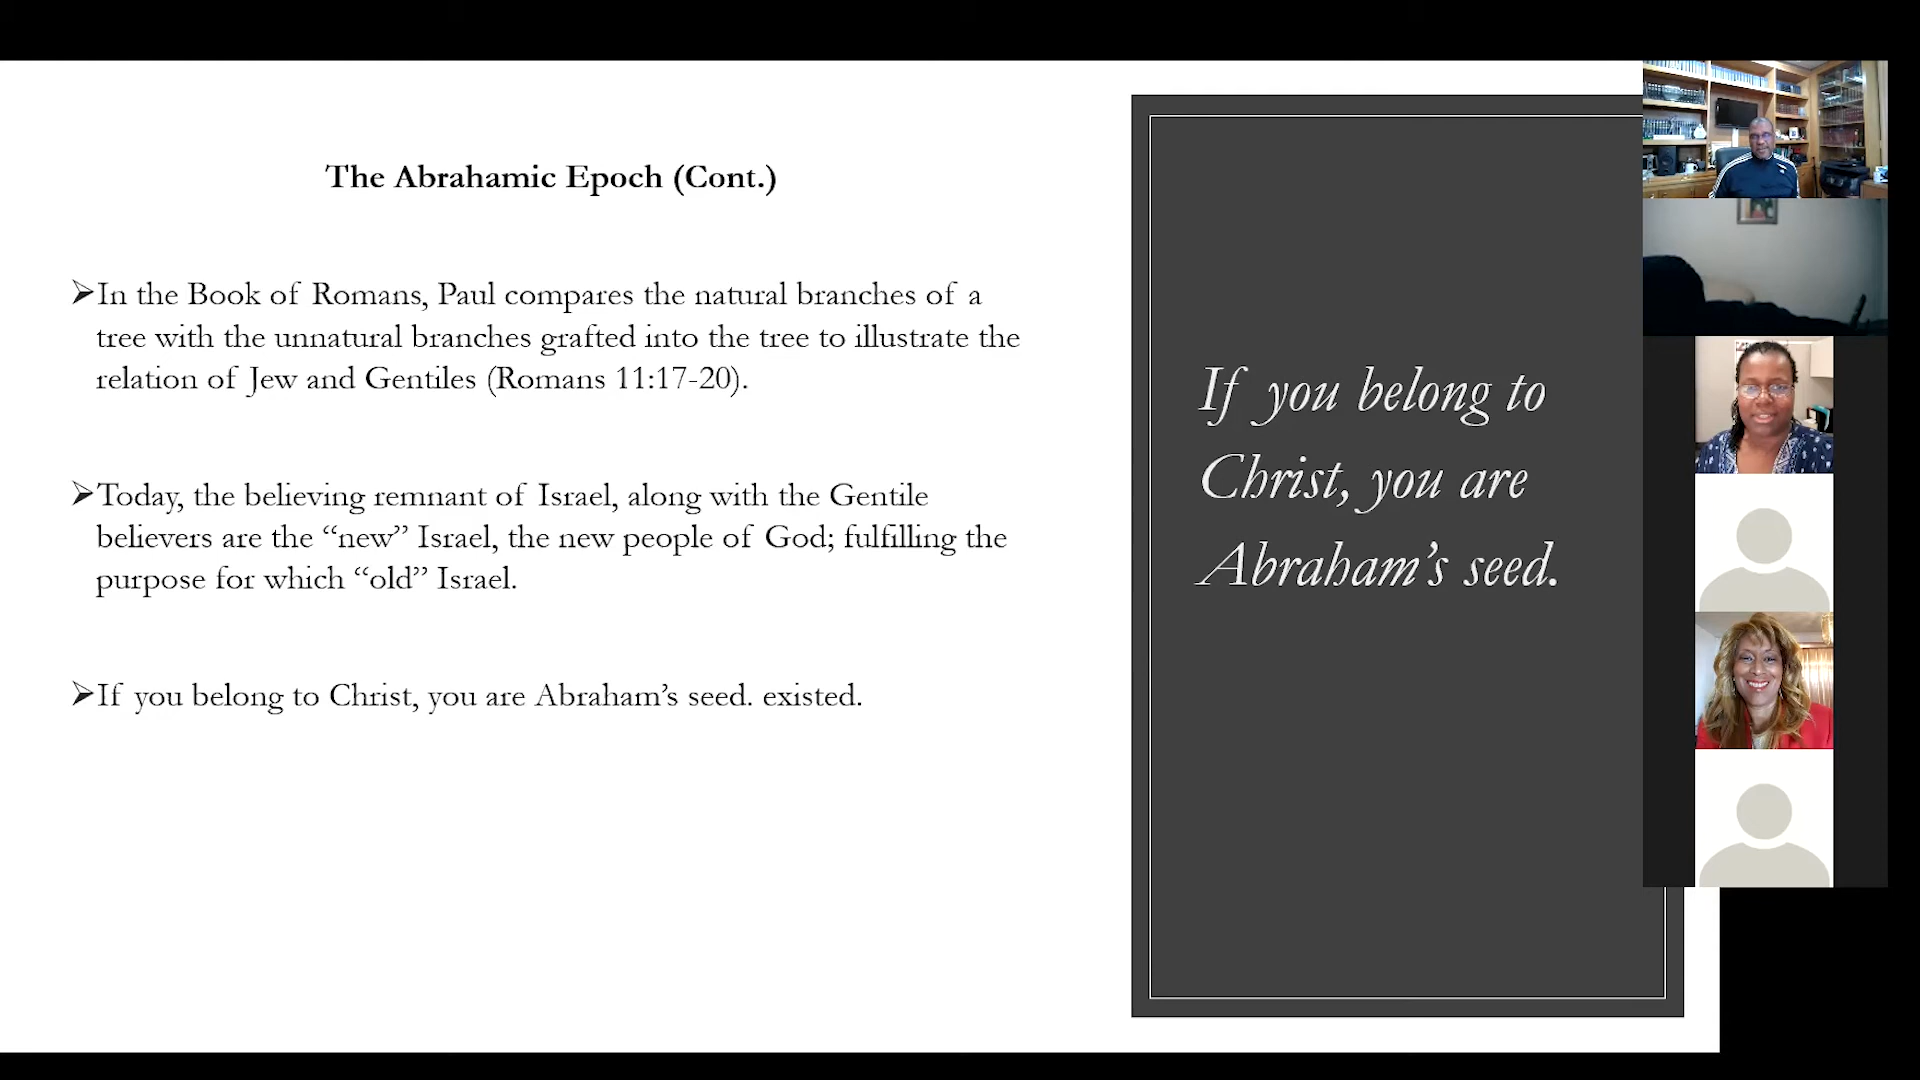 The Abrahamic Epoch (Cont.)
➢In the Book of Romans, Paul compares the natural branches of a
tree with the unnatural branches grafted into the tree to illustrate the
relation of Jew and Gentiles (Romans 11:17-20).
➢Today, the believing remnant of Israel, along with the Gentile
believers are the “new” Israel, the new people of God; fulfilling the
purpose for which “old” Israel.
➢If you belong to Christ, you are Abraham’s seed. existed.
If you belong to
Christ, you are
Abraham’s seed.